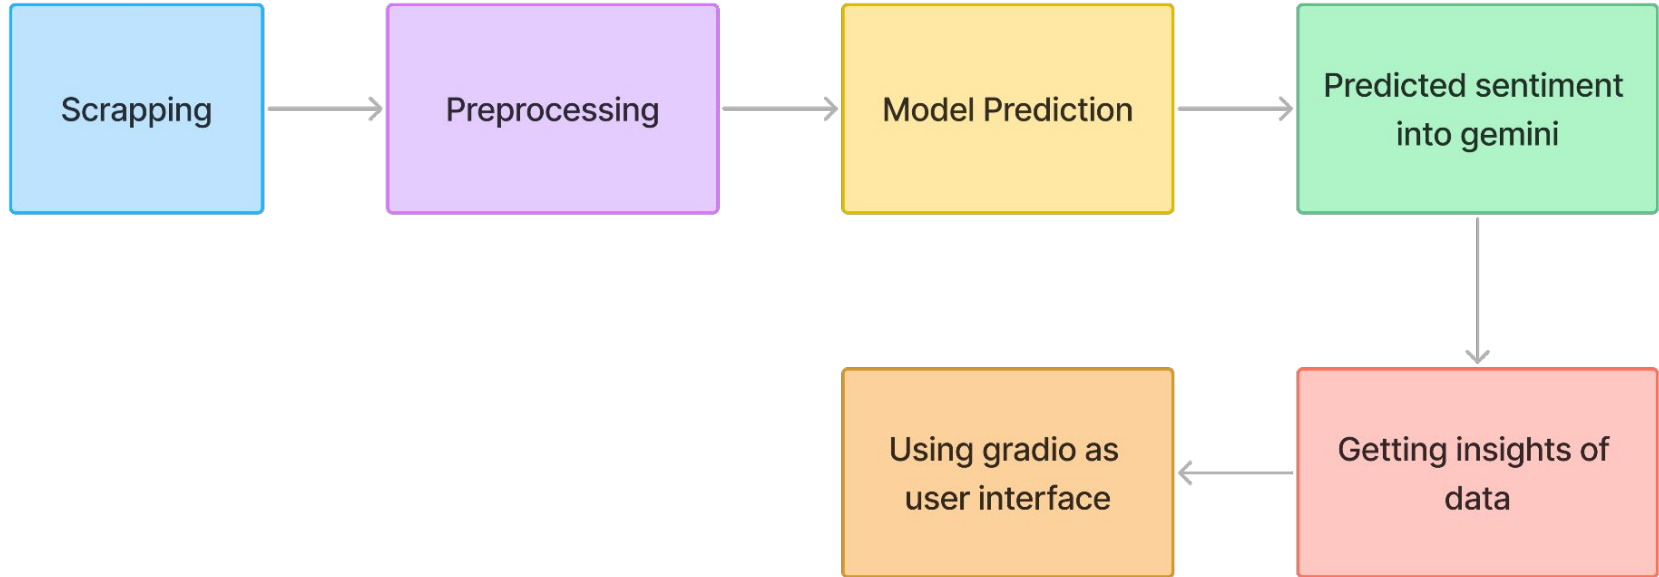 Scrapping
Preprocessing
Model Prediction
Predicted sentiment
into gemini
Getting insights of
data
Using gradio as
user interface